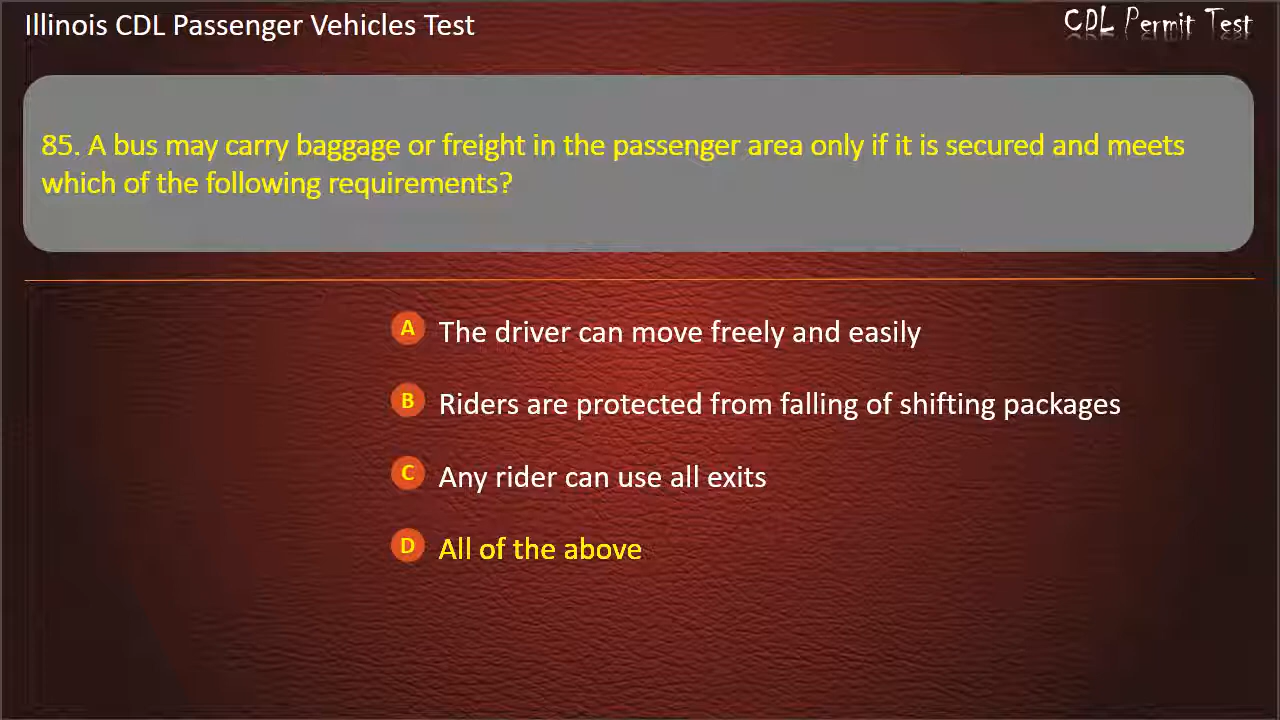 Illinois CDL Passenger Vehicles Test
CDL Permit Test
85. A bus may carry baggage or freight in the passenger area only if it is secured and meets
which of the following requirements?
A The driver can move freely and easily
B Riders are protected from falling of shifting packages
C Any rider can use all exits
D All of the above